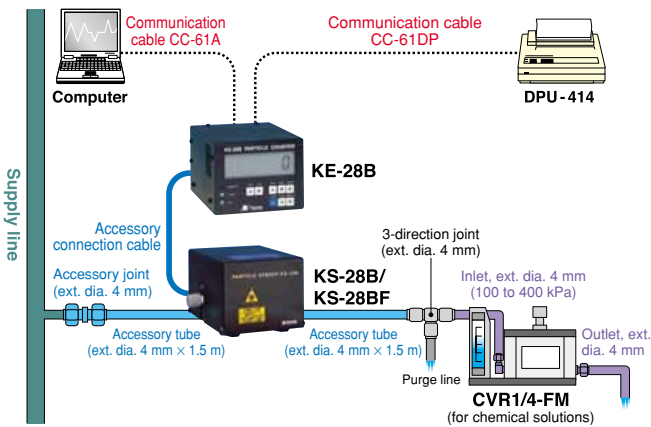 Communication
cable CC-61A
Communication cable
CC-61DP
Computer
DPU-414
Supply line
KE-28B
0
Accessory
connection cable
3-direction joint
(ext. dia. 4 mm)
Accessory joint
(ext. dia. 4 mm)
KS-28B/
KS-28BF
Inlet, ext. dia. 4 mm
(100 to 400 kPa)
Accessory tube
(ext. dia. 4 mm × 1.5 m)
Accessory tube
(ext. dia. 4 mm × 1.5 m)
Outlet, ext.
dia. 4 mm
Purge line
CVR1/4-FM
(for chemical solutions)